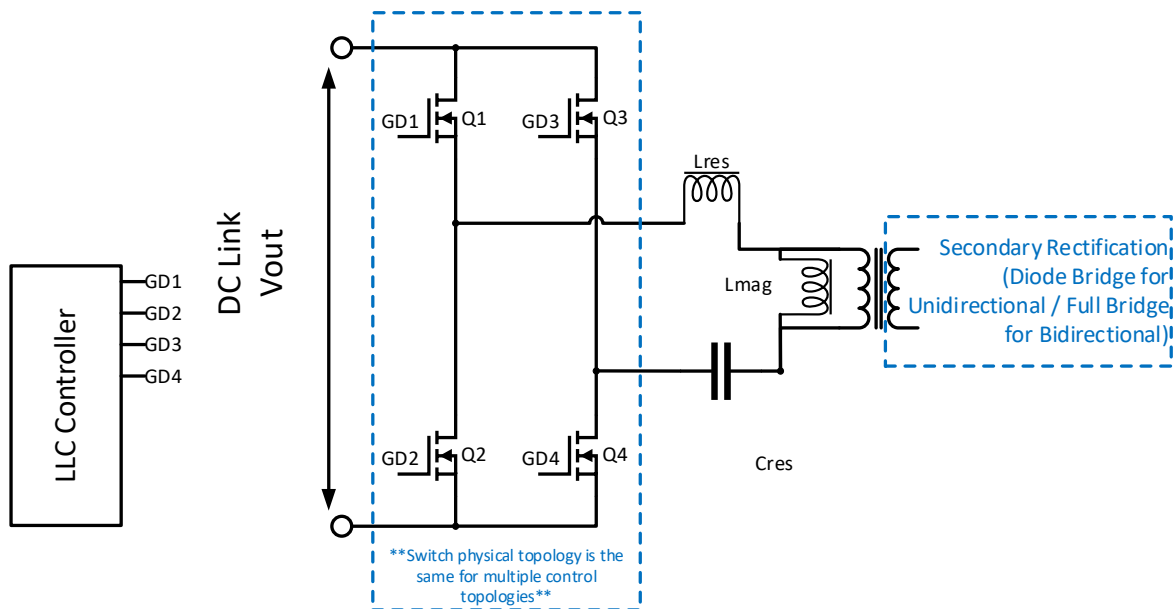 LLC Controller
GD1
GD2
GD3
GD4
DC Link
Vout
GD1
Q1
GD3
Q3
GD2
Q2
GD4
Q4
**Switch physical topology is the
same for multiple control
topologies**
Lres
Lmag
Cres
Secondary Rectification
(Diode Bridge for
Unidirectional / Full Bridge
for Bidirectional)